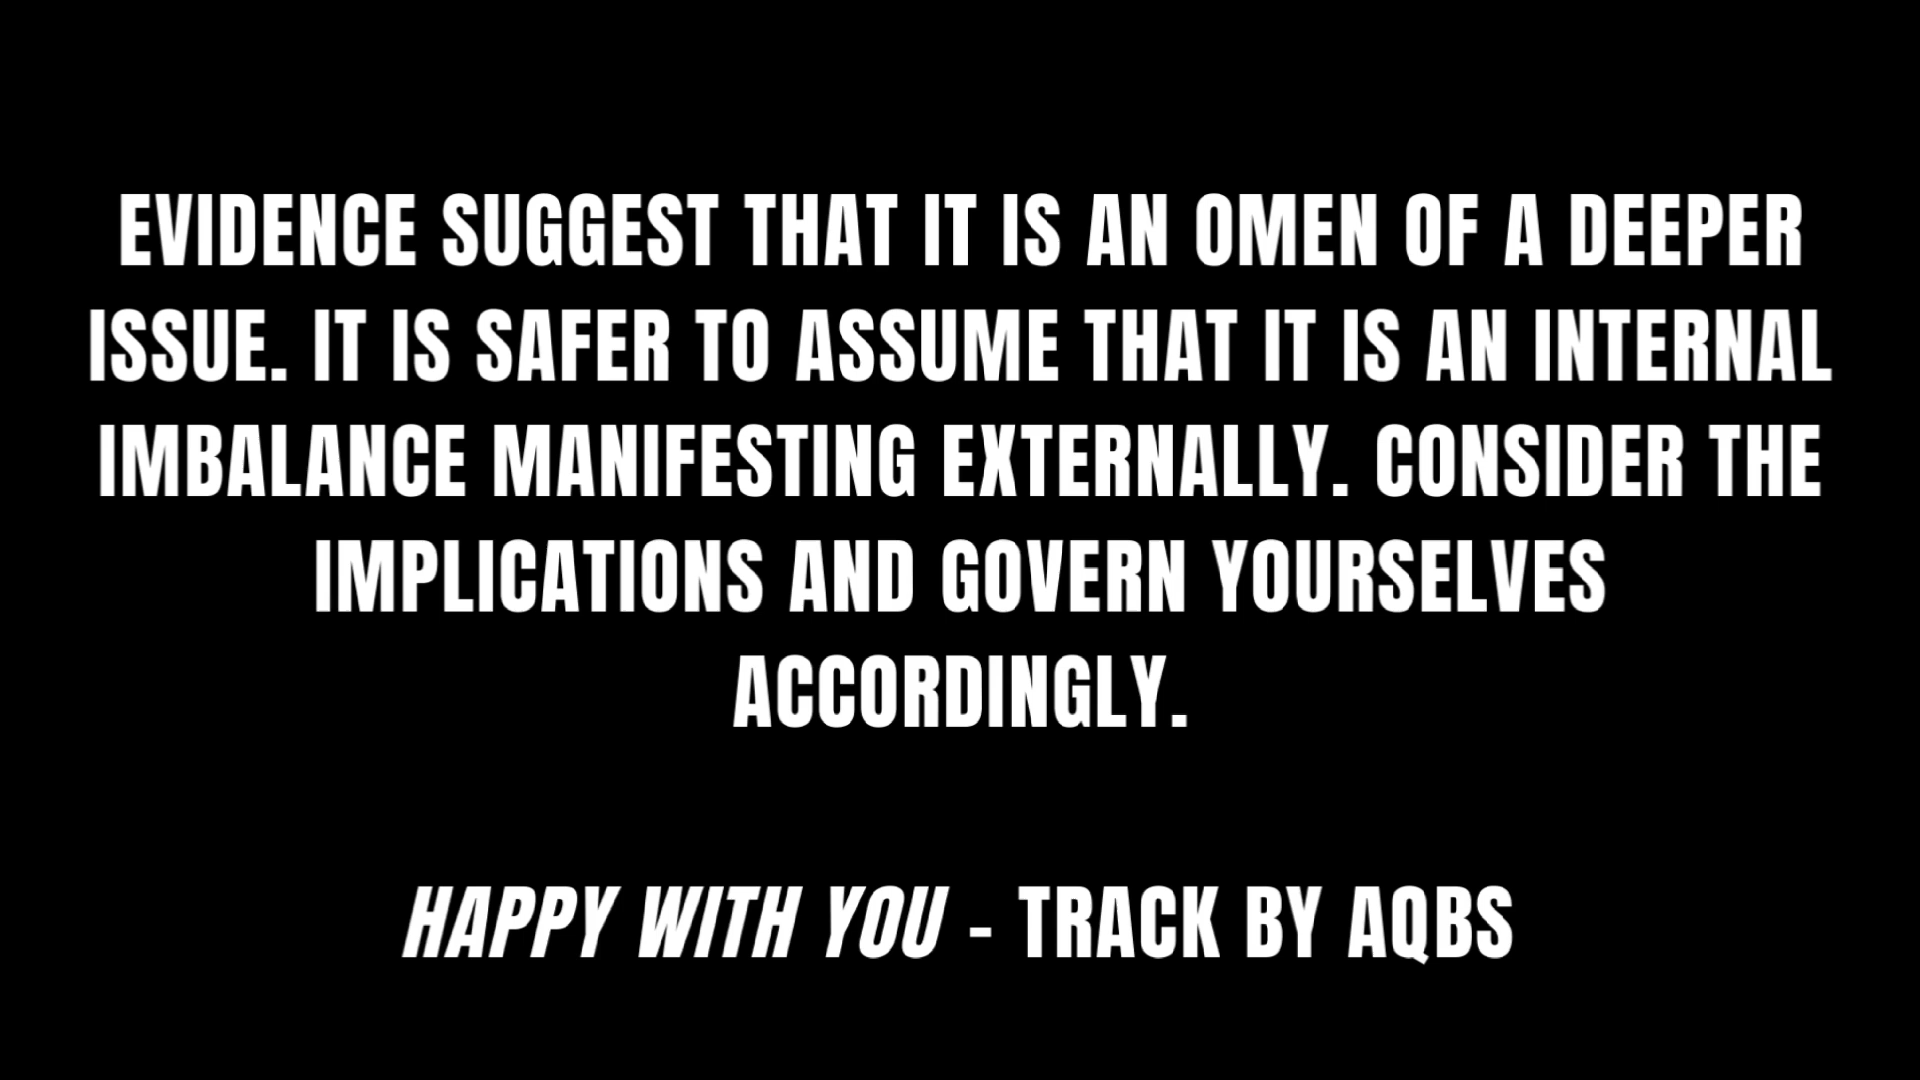 EVIDENCE SUGGEST THAT IT IS AN OMEN OF A DEEPER
ISSUE. IT IS SAFER TO ASSUME THAT IT IS AN INTERNAL
IMBALANCE MANIFESTING EXTERNALLY. CONSIDER THE
IMPLICATIONS AND GOVERN YOURSELVES
ACCORDINGLY.
HAPPY WITH YOU - TRACK BY AQBS